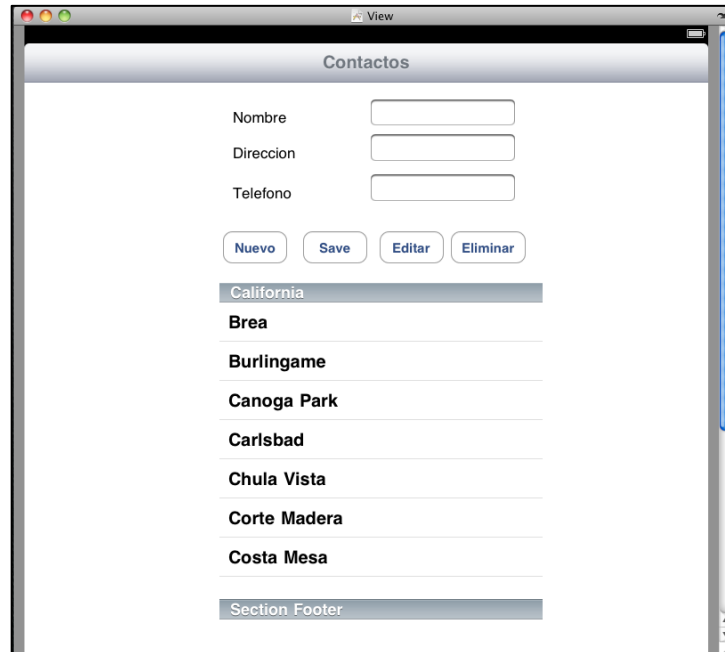 View
Contactos
Nombre
Direccion
Telefono
Nuevo Save Editar Eliminar
California
Brea
Burlingame
Canoga Park
Carlsbad
Chula Vista
Corte Madera
Costa Mesa
Section Footer